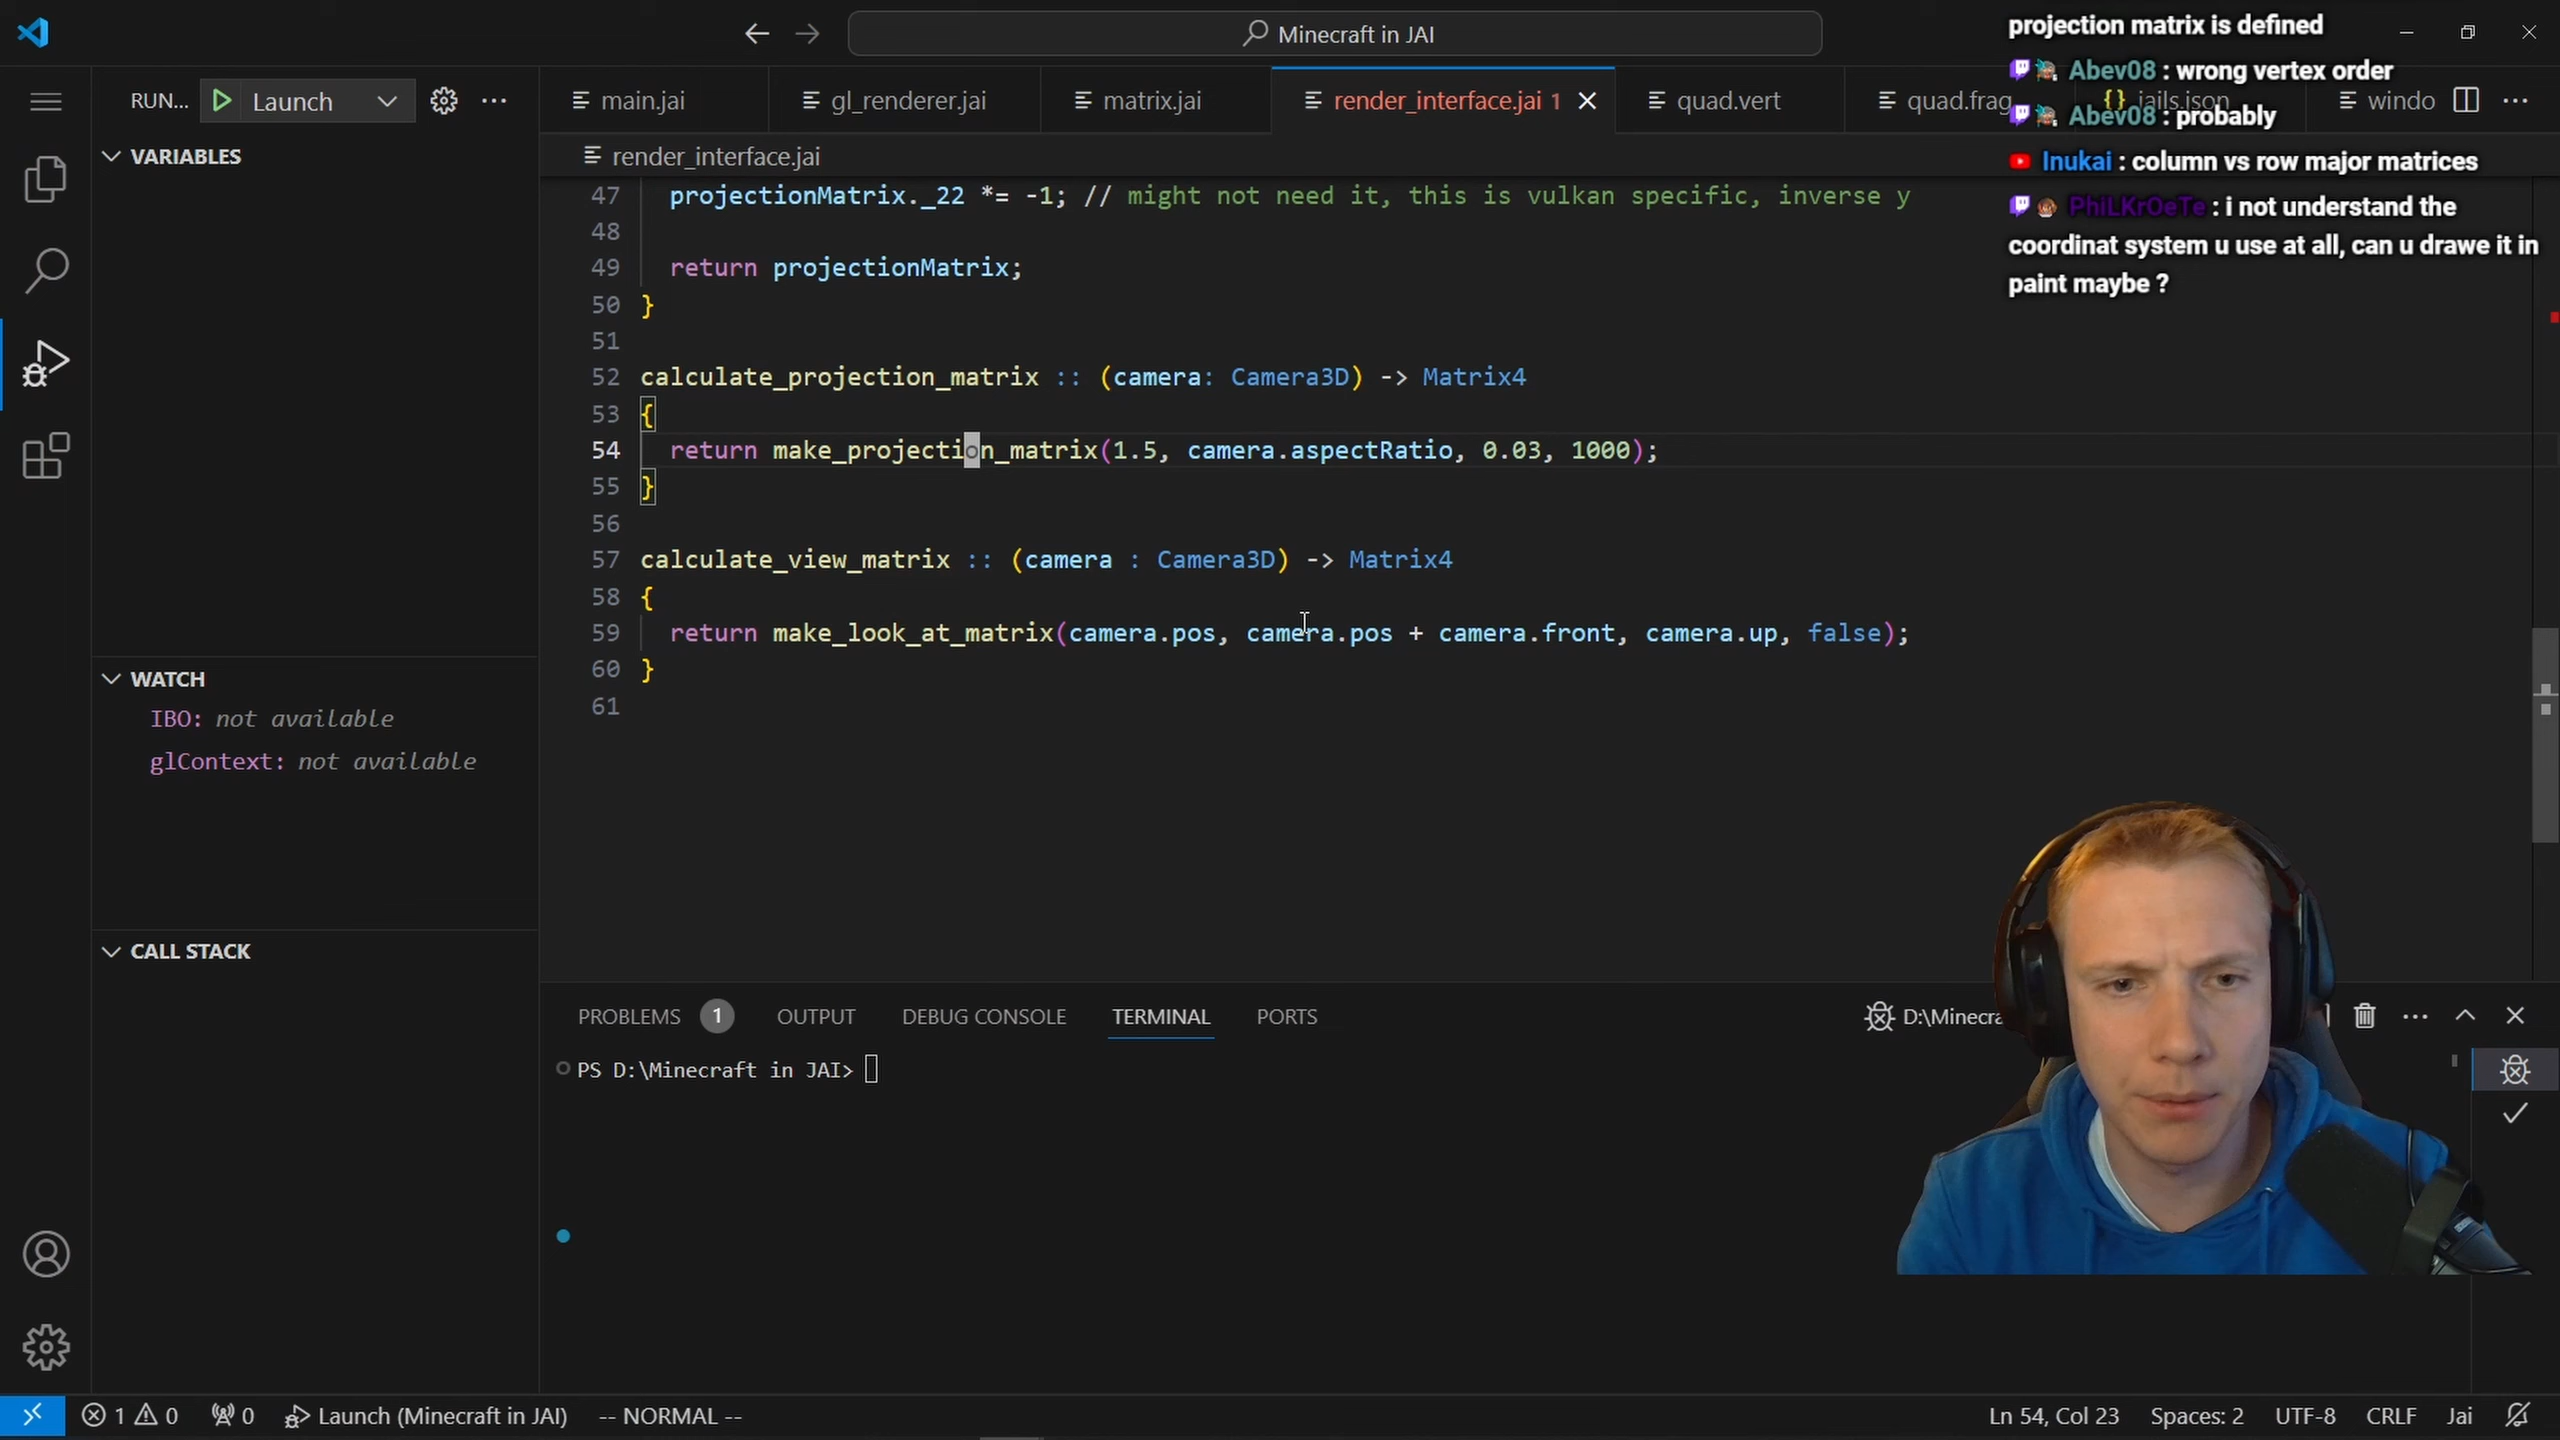 Minecraft in JAI
RUN...
Launch
main.jai
gl_renderer.jai
matrix.jai
render_interface.jai 1
quad.vert
quad.frag
jails.json
windo
VARIABLES
WATCH
IBO: not available
glContext: not available
CALL STACK
render_interface.jai
47 projectionMatrix._22 *= -1; // might not need it, this is vulkan specific, inverse y
48
49 return projectionMatrix;
50 }
51
52 calculate_projection_matrix :: (camera: Camera3D) -> Matrix4
53 {
54 return make_projection_matrix(1.5, camera.aspectRatio, 0.03, 1000);
55 }
56
57 calculate_view_matrix :: (camera : Camera3D) -> Matrix4
58 {
59 return make_look_at_matrix(camera.pos, camera.pos + camera.front, camera.up, false);
60 }
61
projection matrix is defined
Abev08 : wrong vertex order
Abev08 : probably
Inukai : column vs row major matrices
PhiLKrOeTe : i not understand the
coordinat system u use at all, can u drawe it in
paint maybe ?
PROBLEMS 1 OUTPUT DEBUG CONSOLE TERMINAL PORTS
D:\Minecra
PS D:\Minecraft in JAI>
1 0 0 Launch (Minecraft in JAI) -- NORMAL --
Ln 54, Col 23 Spaces: 2 UTF-8 CRLF Jai